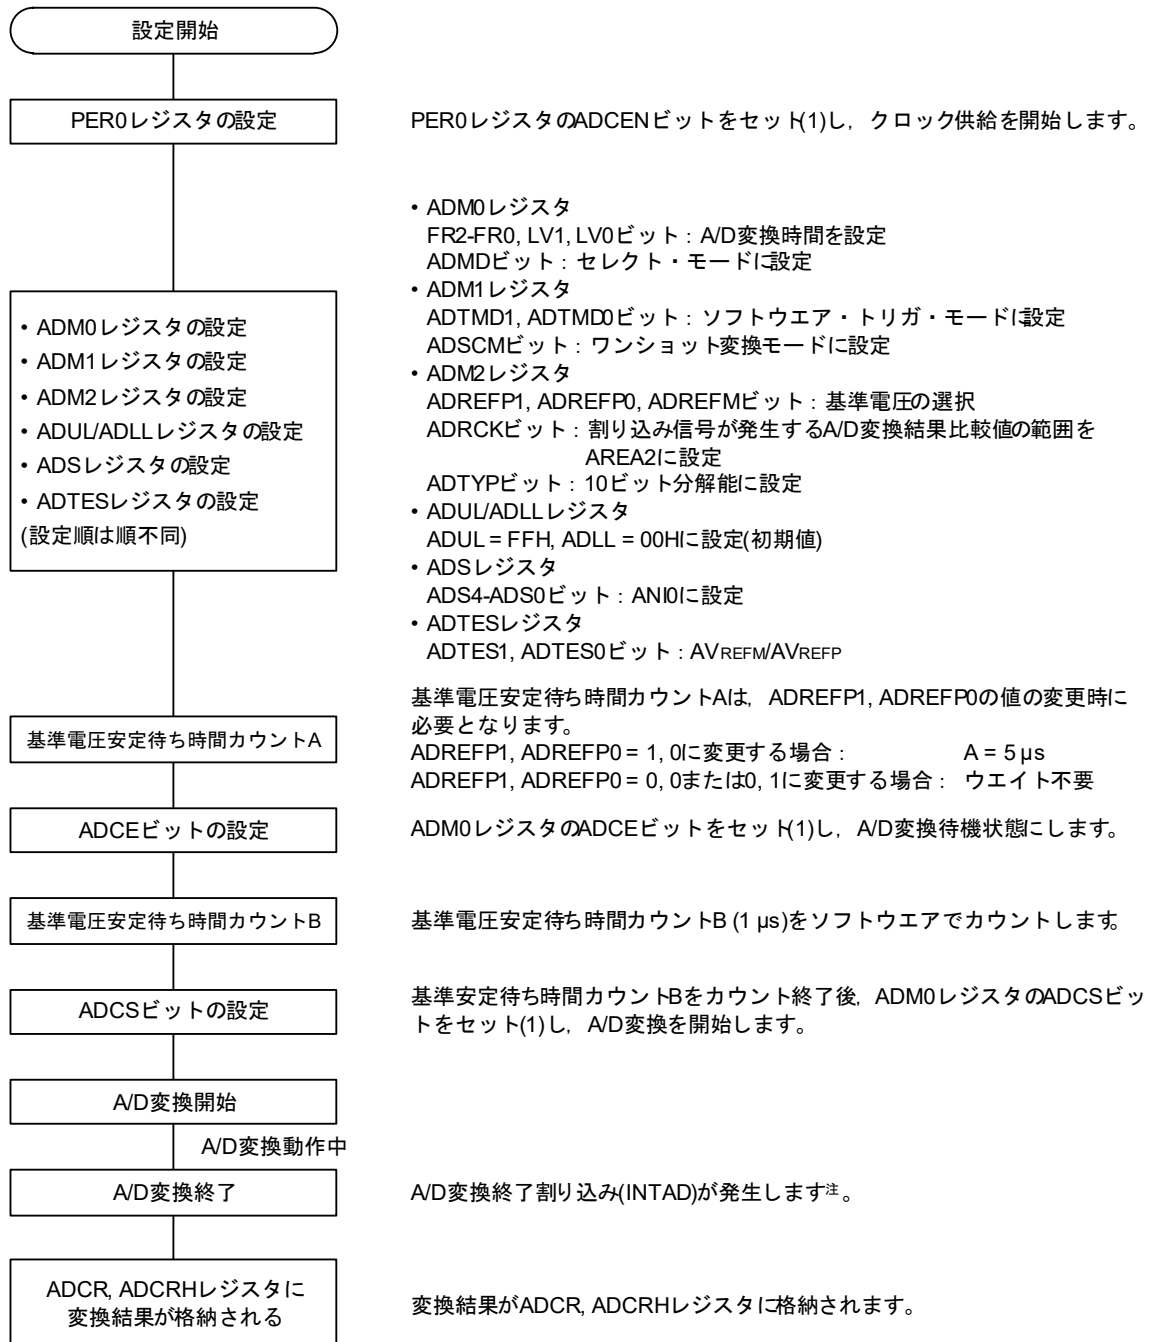 設定開始
PER0レジスタの設定
PER0レジスタのADCENビットをセット(1)し，クロック供給を開始します。
• ADM0レジスタの設定
• ADM1レジスタの設定
• ADM2レジスタの設定
• ADUL/ADLLレジスタの設定
• ADSレジスタの設定
• ADTESレジスタの設定
(設定順は順不同)
• ADM0レジスタ
FR2-FR0, LV1, LV0ビット：A/D変換時間を設定
ADMDビット：セレクト・モードに設定
• ADM1レジスタ
ADTMD1, ADTMD0ビット：ソフトウエア・トリガ・モードに設定
ADSCMビット：ワンショット変換モードに設定
• ADM2レジスタ
ADREFP1, ADREFP0, ADREFMビット：基準電圧の選択
ADRCKビット：割り込み信号が発生するA/D変換結果比較値の範囲を
AREA2に設定
ADTYPビット：10ビット分解能に設定
• ADUL/ADLLレジスタ
ADUL = FFH, ADLL = 00Hに設定(初期値)
• ADSレジスタ
ADS4-ADS0ビット：ANI0に設定
• ADTESレジスタ
ADTES1, ADTES0ビット：AVREFM/AVREFP
基準電圧安定待ち時間カウントA
基準電圧安定待ち時間カウントAは，ADREFP1, ADREFP0の値の変更時に
必要となります。
ADREFP1, ADREFP0 = 1, 0に変更する場合： A = 5 µs
ADREFP1, ADREFP0 = 0, 0または0, 1に変更する場合： ウエイト不要
ADCEビットの設定
ADM0レジスタのADCEビットをセット(1)し，A/D変換待機状態にします。
基準電圧安定待ち時間カウントB
基準電圧安定待ち時間カウントB (1 µs)をソフトウエアでカウントします。
ADCSビットの設定
基準安定待ち時間カウントBをカウント終了後，ADM0レジスタのADCSビッ
トをセット(1)し，A/D変換を開始します。
A/D変換開始
A/D変換動作中
A/D変換終了
A/D変換終了割り込み(INTAD)が発生します注。
ADCR, ADCRHレジスタに
変換結果が格納される
変換結果がADCR, ADCRHレジスタに格納されます。